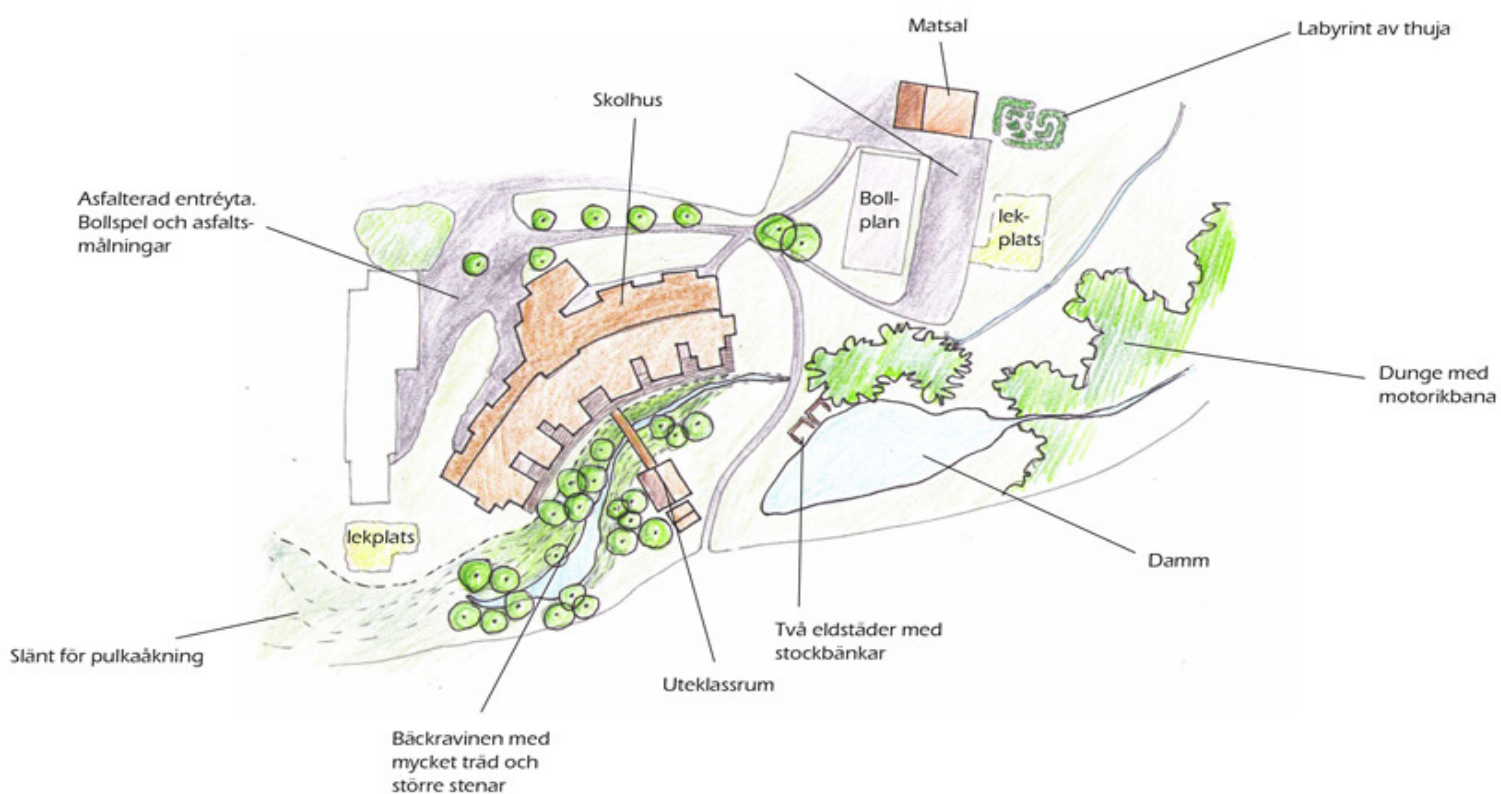 Matsal
Labyrint av thuja
Skolhus
Asfalterad entréyta.
Bollspel och asfalts-
målningar
Boll-
plan
lek-
plats
Dunge med
motorikbana
lekplats
Damm
Två eldstäder med
stockbänkar
Slänt för pulkaåkning
Uteklassrum
Bäckravinen med
mycket träd och
större stenar